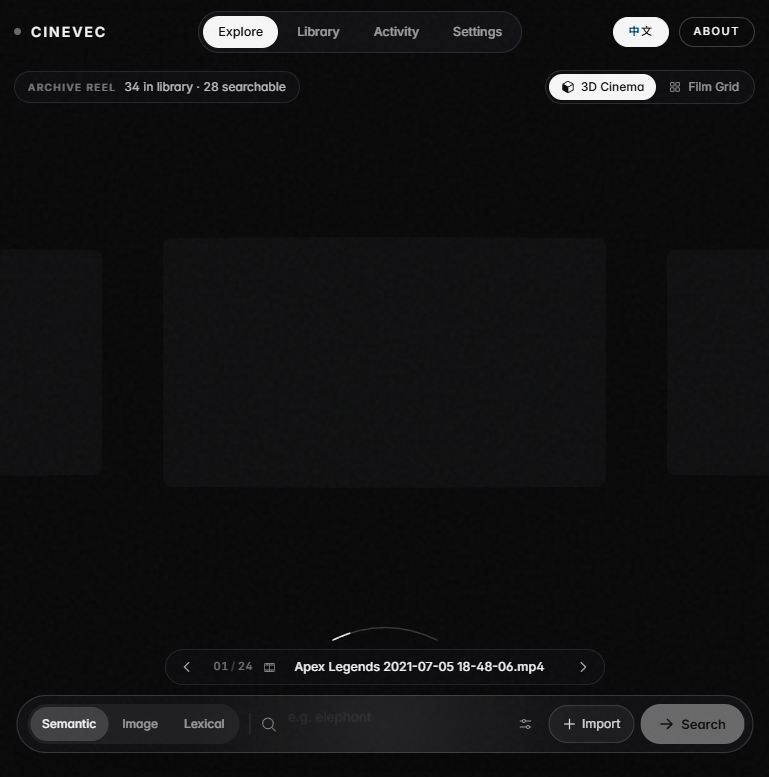 CINEVEC
Explore Library Activity Settings
中文 ABOUT
ARCHIVE REEL 34 in library · 28 searchable
3D Cinema Film Grid
01 / 24 Apex Legends 2021-07-05 18-48-06.mp4
Semantic Image Lexical e.g. elephant Import Search